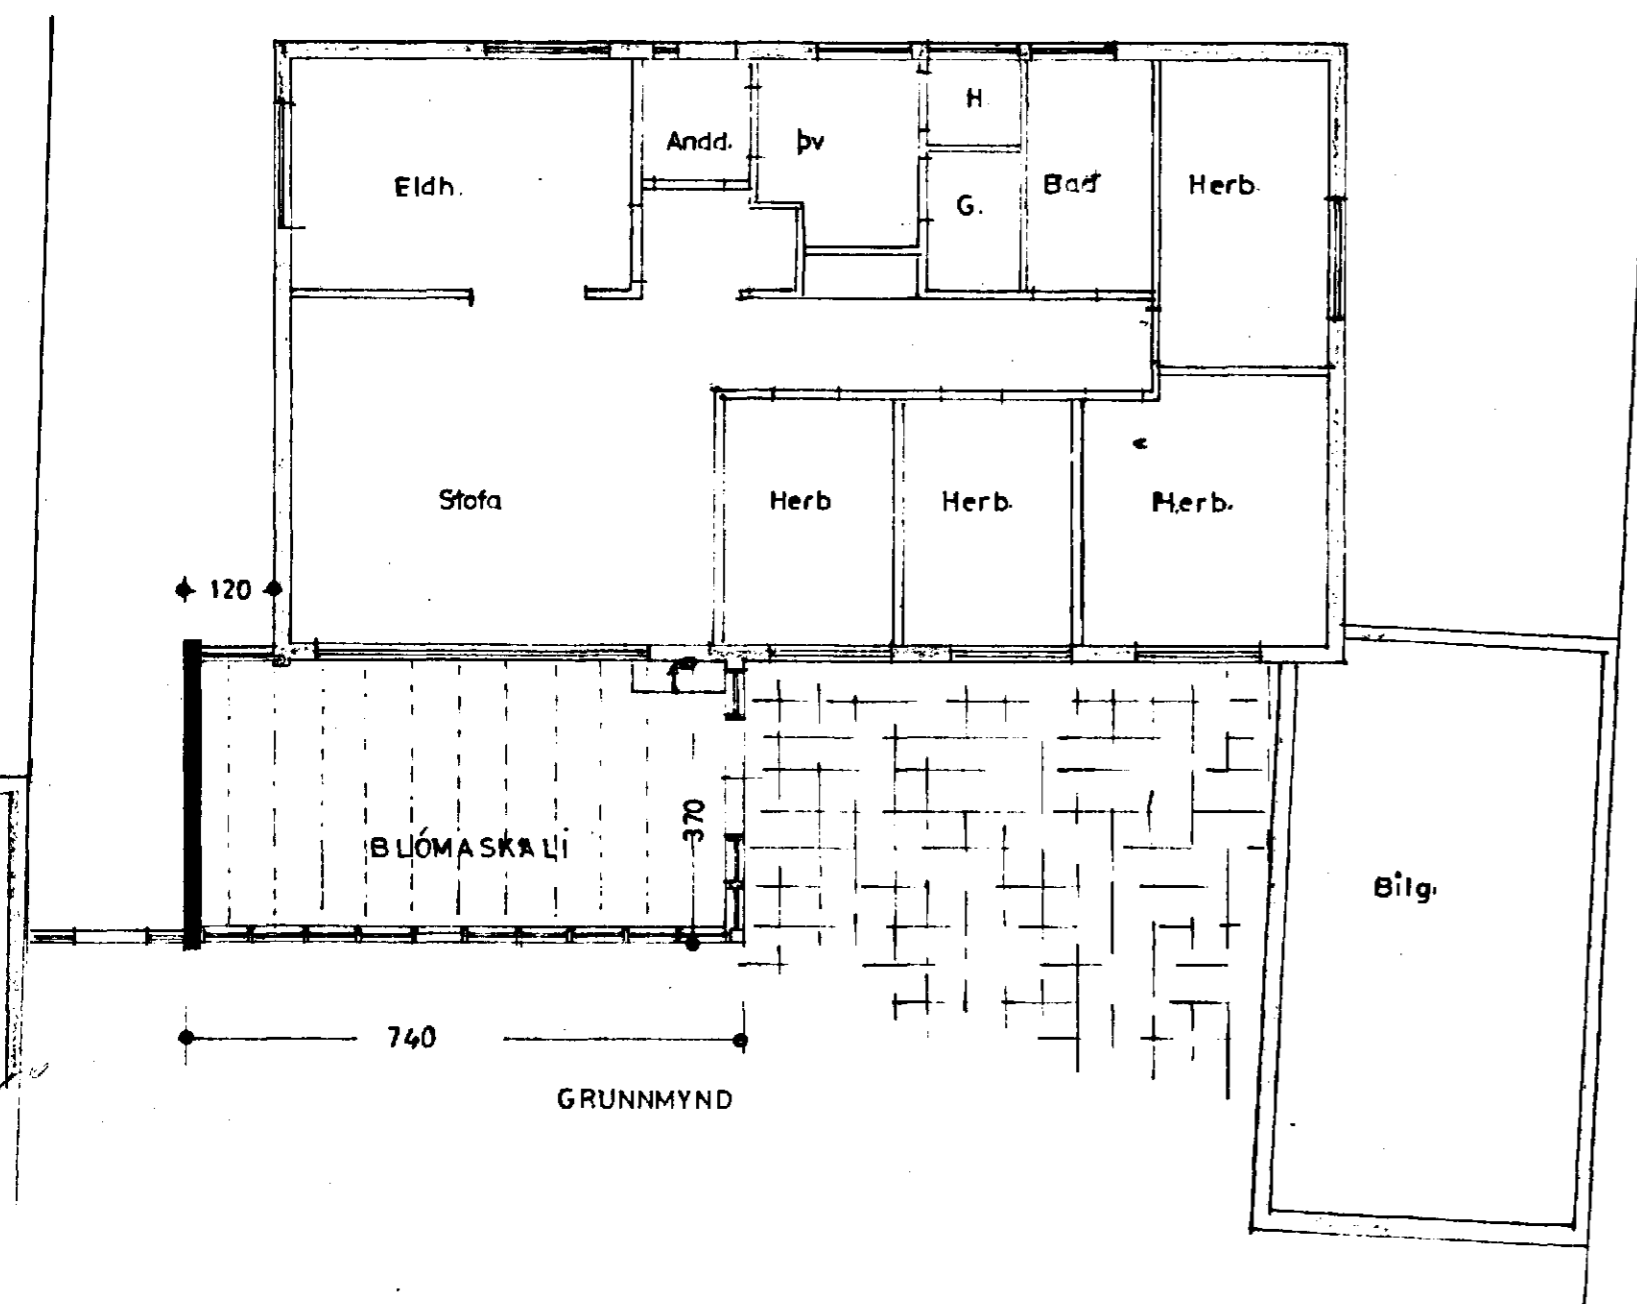 H
Andd.
þv
Eldh.
Bað
Herb.
G.
Stofa
Herb
Herb.
Herb.
120
370
BLÓMASKÁLI
Bílg.
740
GRUNNMYND